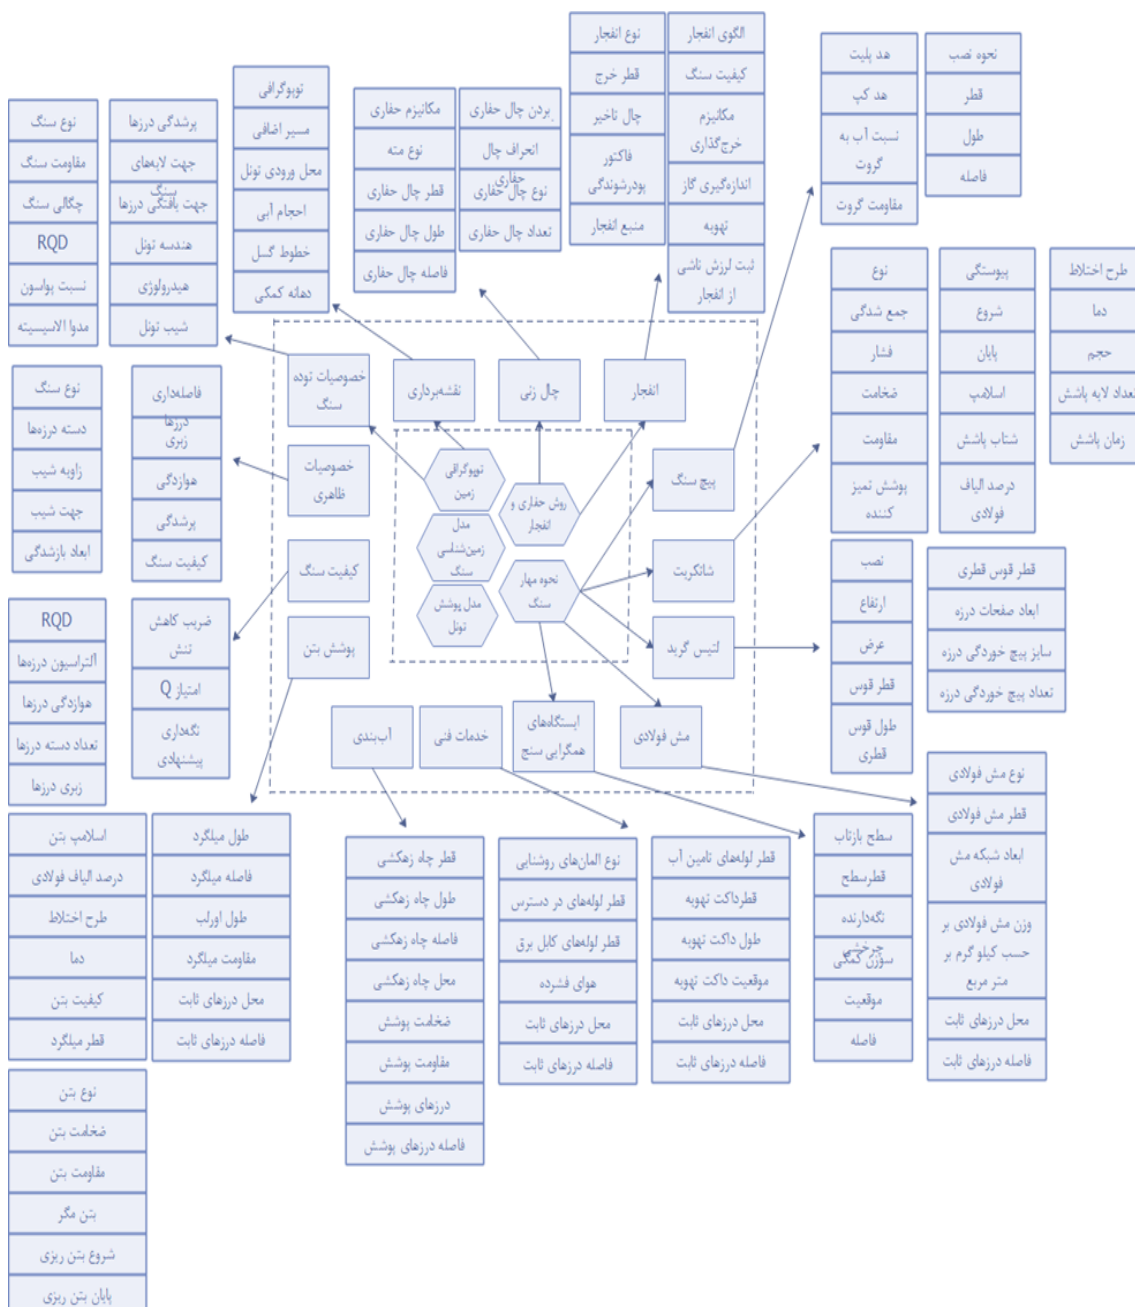 نوع انفجار
قطر خرج
چال تاخیر
فاکتور
پودرشوندگی
منبع انفجار
الگوی انفجار
کیفیت سنگ
مکانیزم
خرج‌گذاری
اندازه‌گیری گاز
تهویه
ثبت لرزش ناشی
از انفجار
هد پلیت
هد کپ
نسبت آب به
گروت
مقاومت گروت
نحوه نصب
قطر
طول
فاصله
توپوگرافی
مسیر اضافی
محل ورودی تونل
احجام آبی
خطوط گسل
دهانه کمکی
مکانیزم حفاری
نوع مته
قطر چال حفاری
طول چال حفاری
فاصله چال حفاری
بردن چال حفاری
انحراف چال
حفاری
نوع چال حفاری
تعداد چال حفاری
نوع سنگ
مقاومت سنگ
چگالی سنگ
RQD
نسبت پواسون
مدوا الاسیسیته
پرشدگی درزها
جهت لایه‌های
سنگ
جهت یافتگی درزها
هندسه تونل
هیدرولوژی
شیب تونل
نوع
جمع شدگی
فشار
ضخامت
مقاومت
پوشش تمیز
کننده
پیوستگی
شروع
پایان
اسلامپ
شتاب پاشش
درصد الیاف
فولادی
طرح اختلاط
دما
حجم
تعداد لایه پاشش
زمان پاشش
خصوصیات توده
سنگ
نقشه‌برداری
چال زنی
انفجار
نوع سنگ
دسته درزه‌ها
زاویه شیب
جهت شیب
ابعاد بازشدگی
فاصله‌داری
درزها
زبری
هوازدگی
پرشدگی
کیفیت سنگ
خصوصیات
ظاهری
کیفیت سنگ
پوشش بتن
توپوگرافی
زمین
مدل
زمین‌شناسی
سنگ
مدل پوشش
تونل
روش حفاری و
انفجار
نحوه مهار
سنگ
پیچ سنگ
شاتکریت
لتیس گرید
نصب
ارتفاع
عرض
قطر قوس
طول قوس
قطری
قطر قوس قطری
ابعاد صفحات درزه
سایز پیچ خوردگی درزه
تعداد پیچ خوردگی درزه
RQD
آلتراسیون درزه‌ها
هوازدگی درزها
تعداد دسته درزها
زبری درزها
ضریب کاهش
تنش
امتیاز Q
نگه‌داری
پیشنهادی
آب‌بندی
خدمات فنی
ایستگاه‌های
همگرایی سنج
مش فولادی
نوع مش فولادی
قطر مش فولادی
ابعاد شبکه مش
فولادی
وزن مش فولادی بر
حسب کیلو گرم بر
متر مربع
محل درزهای ثابت
فاصله درزهای ثابت
اسلامپ بتن
درصد الیاف فولادی
طرح اختلاط
دما
کیفیت بتن
قطر میلگرد
طول میلگرد
فاصله میلگرد
طول اورلپ
مقاومت میلگرد
محل درزهای ثابت
فاصله درزهای ثابت
قطر چاه زهکشی
طول چاه زهکشی
فاصله چاه زهکشی
محل چاه زهکشی
ضخامت پوشش
مقاومت پوشش
درزهای پوشش
فاصله درزهای پوشش
نوع المان‌های روشنایی
قطر لوله‌های در دسترس
قطر لوله‌های کابل برق
هوای فشرده
محل درزهای ثابت
فاصله درزهای ثابت
قطر لوله‌های تامین آب
قطرداکت تهویه
طول داکت تهویه
موقعیت داکت تهویه
محل درزهای ثابت
فاصله درزهای ثابت
سطح بازتاب
قطرسطح
نگه‌دارنده
چرخشی
سوزن کمکی
موقعیت
فاصله
نوع بتن
ضخامت بتن
مقاومت بتن
بتن مگر
شروع بتن ریزی
پایان بتن ریزی